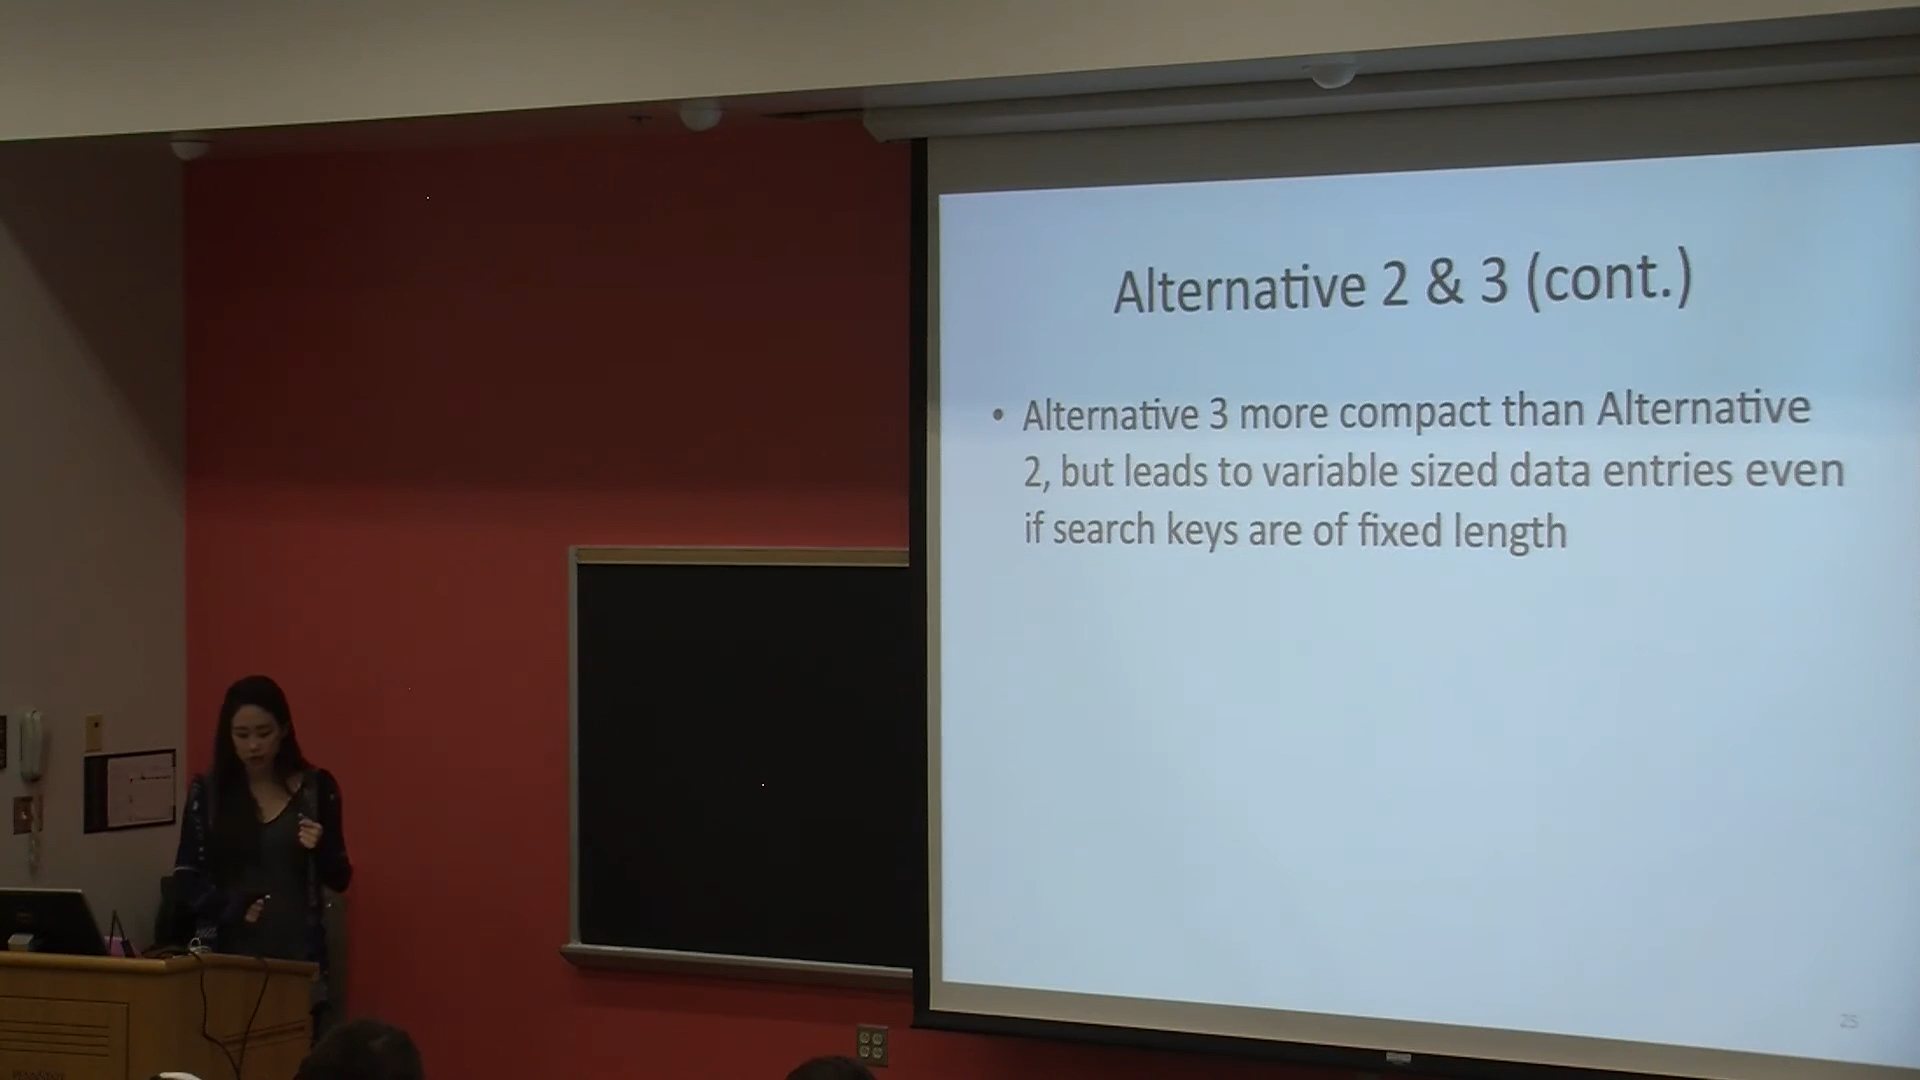 Alternative 2 & 3 (cont.)
• Alternative 3 more compact than Alternative
2, but leads to variable sized data entries even
if search keys are of fixed length
25